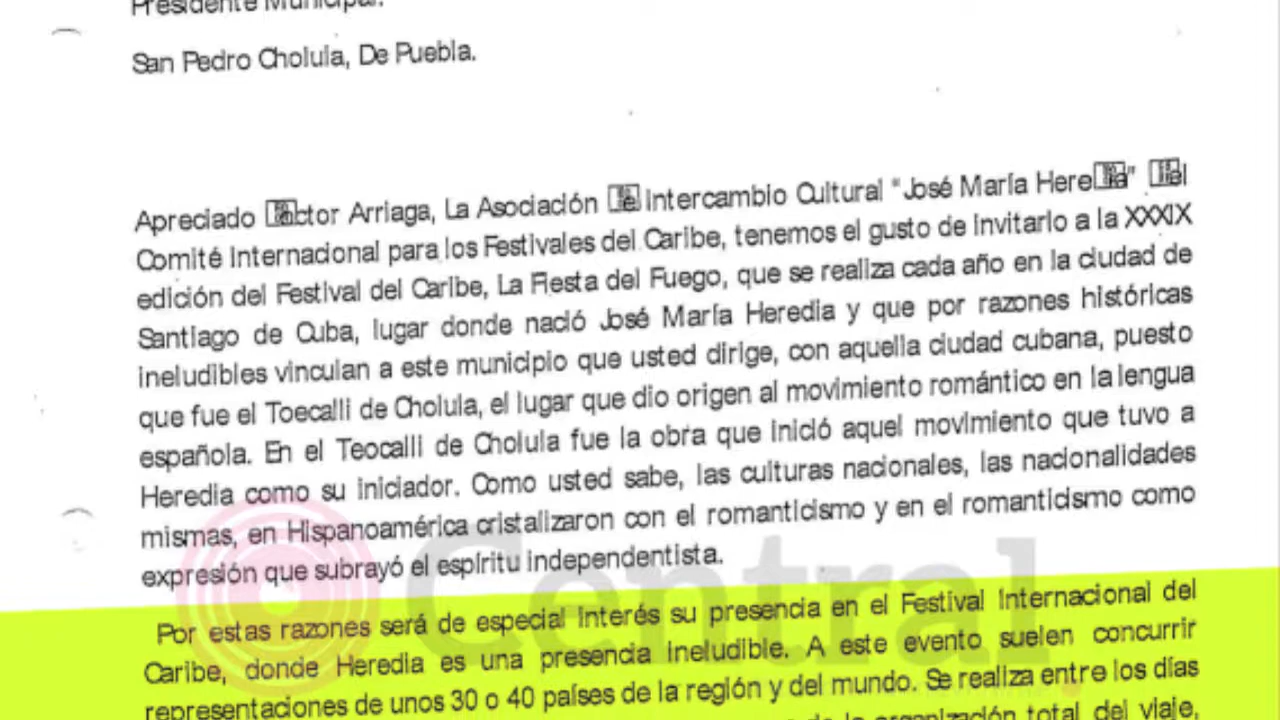 Presidente Municipal.
San Pedro Cholula, De Puebla.
Apreciado Arriaga, La Asociación Intercambio Cultural "José María
Comité Internacional para los Festivales del Caribe, tenemos el gusto de invitarlo a la XXXIX
edición del Festival del Caribe, La Fiesta del Fuego, que se realiza cada año en la ciudad de
Santiago de Cuba, lugar donde nació José María Heredia y que por razones históricas
ineludibles vinculan a este municipio que usted dirige, con aquella ciudad cubana, puesto
que fue el Toecalli de Cholula, el lugar que dio origen al movimiento romántico en la lengua
española. En el Teocalli de Cholula fue la obra que inició aquel movimiento que tuvo a
Heredia como su iniciador. Como usted sabe, las culturas nacionales, las nacionalidades
mismas, en Hispanoamérica cristalizaron con el romanticismo y en el romanticismo como
expresión que subrayó el espíritu independentista.
Central
Por estas razones será de especial interés su presencia en el Festival Internacional del
Caribe, donde Heredia es una presencia ineludible. A este evento suelen concurrir
representaciones de unos 30 o 40 países de la región y del mundo. Se realiza entre los días
de la organización total del viaje,